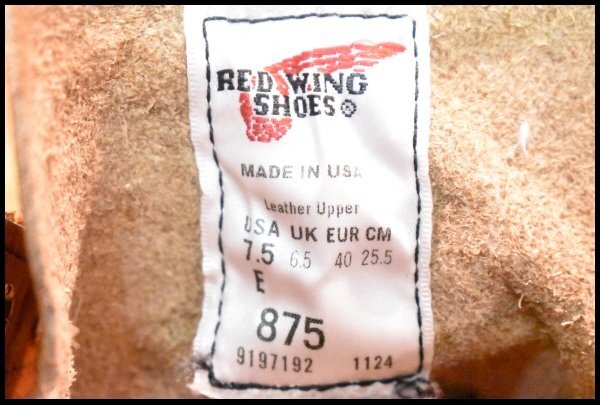 RED WING
SHOES®
MADE IN USA
Leather Upper
USA UK EUR CM
7.5 6.5 40 25.5
E
875
9197192 1124